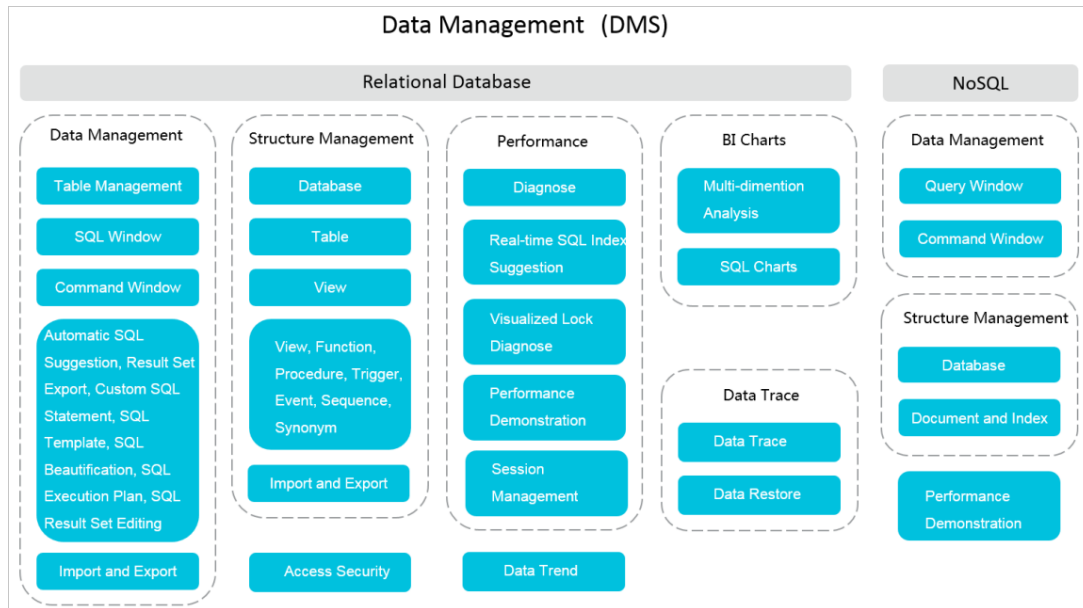 Data Management (DMS)
Relational Database
Data Management
Table Management
SQL Window
Command Window
Automatic SQL
Suggestion, Result Set
Export, Custom SQL
Statement, SQL
Template, SQL
Beautification, SQL
Execution Plan, SQL
Result Set Editing
Import and Export
Structure Management
Database
Table
View
View, Function,
Procedure, Trigger,
Event, Sequence,
Synonym
Import and Export
Access Security
Performance
Diagnose
Real-time SQL Index
Suggestion
Visualized Lock
Diagnose
Performance
Demonstration
Session
Management
Data Trend
BI Charts
Multi-dimention
Analysis
SQL Charts
Data Trace
Data Trace
Data Restore
NoSQL
Data Management
Query Window
Command Window
Structure Management
Database
Document and Index
Performance
Demonstration